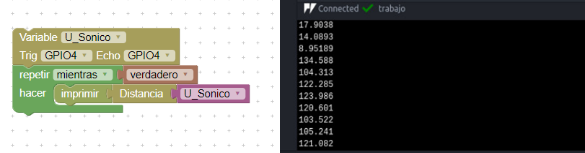 Variable U_Sonico
Trig GPIO4 Echo GPIO4
repetir mientras verdadero
hacer imprimir Distancia U_Sonico
Connected trabajo
17.9038
14.0893
8.95189
134.588
104.313
122.285
123.986
120.601
103.522
105.241
121.082